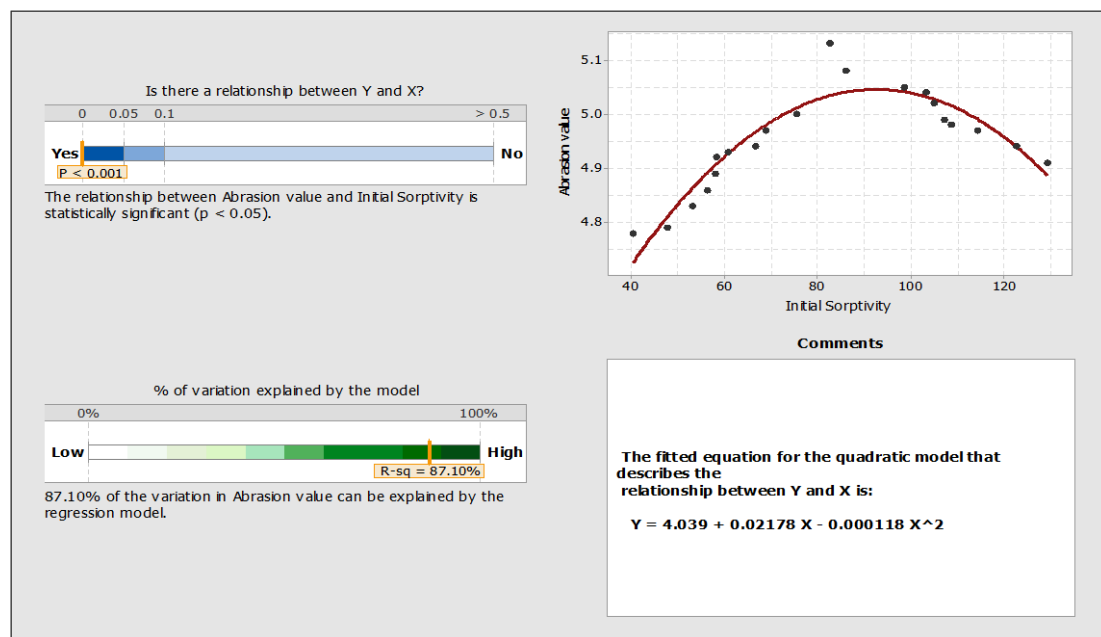 Is there a relationship between Y and X?
0 0.05 0.1 > 0.5
Yes No
P < 0.001
The relationship between Abrasion value and Initial Sorptivity is
statistically significant (p < 0.05).
% of variation explained by the model
0% 100%
Low High
R-sq = 87.10%
87.10% of the variation in Abrasion value can be explained by the
regression model.
5.1
5.0
4.9
4.8
Abrasion value
40 60 80 100 120
Initial Sorptivity
Comments
The fitted equation for the quadratic model that
describes the
relationship between Y and X is:
Y = 4.039 + 0.02178 X - 0.000118 X^2